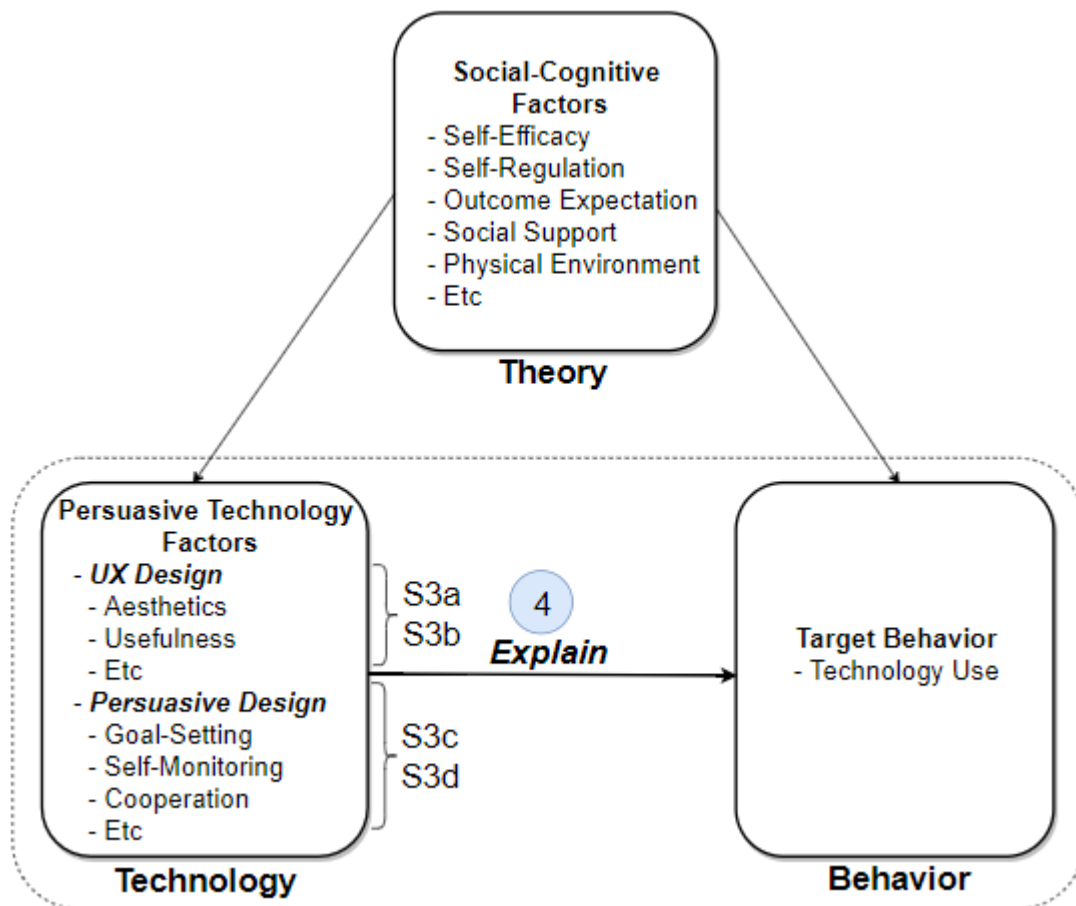 Social-Cognitive
Factors
- Self-Efficacy
- Self-Regulation
- Outcome Expectation
- Social Support
- Physical Environment
- Etc
Theory
Persuasive Technology
Factors
- UX Design
- Aesthetics
- Usefulness
- Etc
- Persuasive Design
- Goal-Setting
- Self-Monitoring
- Cooperation
- Etc
Technology
S3a
S3b
S3c
S3d
4
Explain
Target Behavior
- Technology Use
Behavior